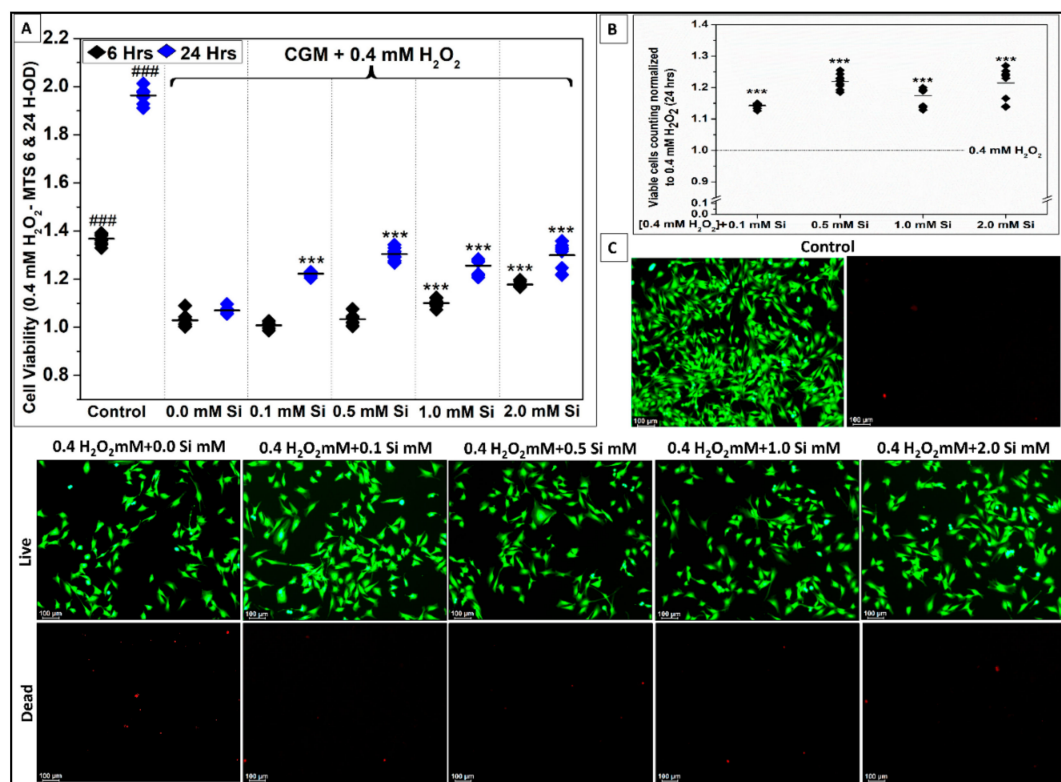 A
Cell Viability (0.4 mM H₂O₂- MTS 6 & 24 H-OD)
2.2
2.0
1.8
1.6
1.4
1.2
1.0
0.8
6 Hrs 24 Hrs
CGM + 0.4 mM H₂O₂
###
###
***
***
***
***
***
***
Control 0.0 mM Si 0.1 mM Si 0.5 mM Si 1.0 mM Si 2.0 mM Si
B
Viable cells counting normalized
to 0.4 mM H₂O₂ (24 hrs)
1.4
1.3
1.2
1.1
1.0
0.9
0.1
0.0
***
***
***
***
0.4 mM H₂O₂
[0.4 mM H₂O₂]+0.1 mM Si 0.5 mM Si 1.0 mM Si 2.0 mM Si
C
Control
100 µm
100 µm
0.4 H₂O₂mM+0.0 Si mM 0.4 H₂O₂mM+0.1 Si mM 0.4 H₂O₂mM+0.5 Si mM 0.4 H₂O₂mM+1.0 Si mM 0.4 H₂O₂mM+2.0 Si mM
Live
100 µm 100 µm 100 µm 100 µm 100 µm
Dead
100 µm 100 µm 100 µm 100 µm 100 µm